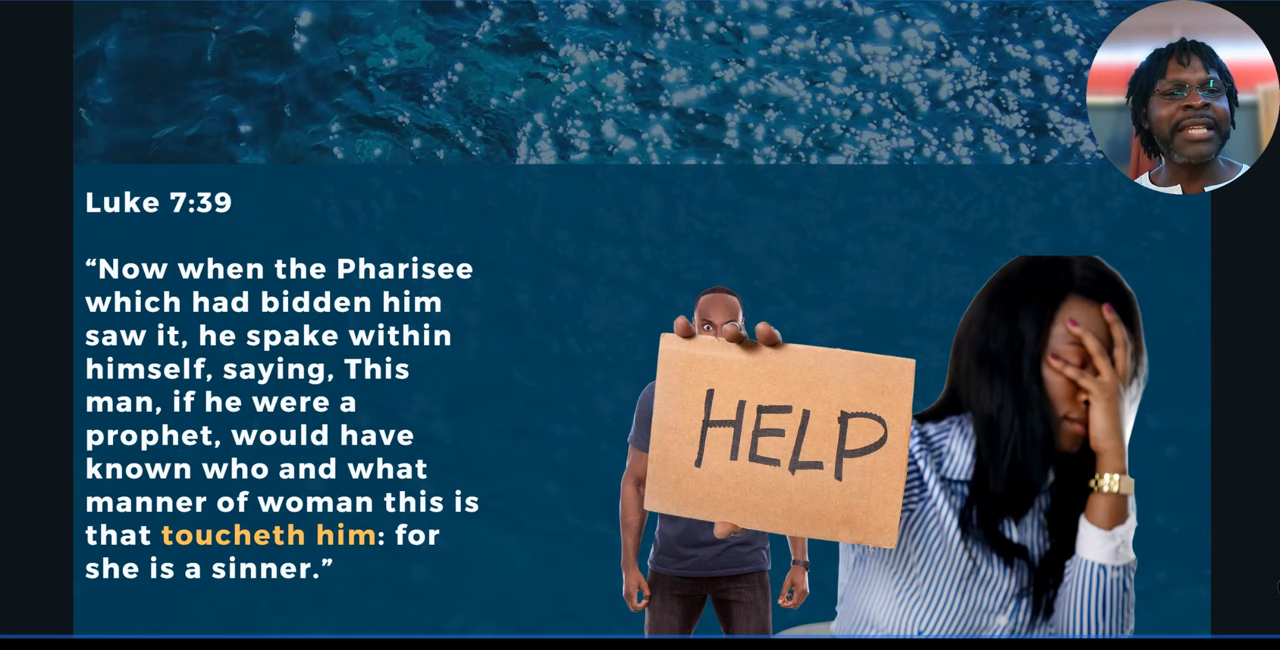 Luke 7:39
“Now when the Pharisee
which had bidden him
saw it, he spake within
himself, saying, This
man, if he were a
prophet, would have
known who and what
manner of woman this is
that toucheth him: for
she is a sinner.”
HELP